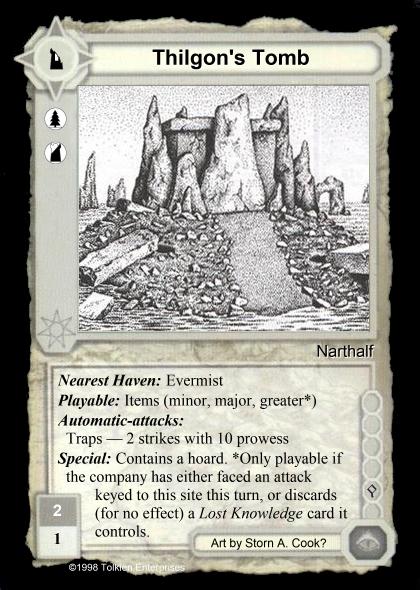 Thilgon's Tomb
Narthalf
Nearest Haven: Evermist
Playable: Items (minor, major, greater*)
Automatic-attacks:
Traps — 2 strikes with 10 prowess
Special: Contains a hoard. *Only playable if
the company has either faced an attack
keyed to this site this turn, or discards
(for no effect) a Lost Knowledge card it
controls.
2
1
Art by Storn A. Cook?
©1998 Tolkien Enterprises